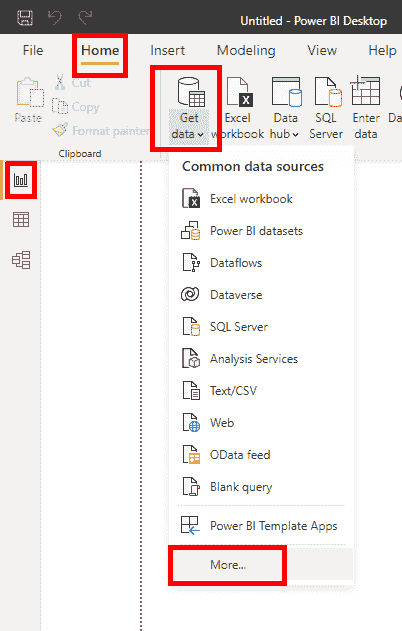 Untitled - Power BI Desktop
File Home Insert Modeling View Help
Paste
Cut
Copy
Format painter
Get data
Excel workbook
Data hub
SQL Server
Enter data
Clipboard
Common data sources
Excel workbook
Power BI datasets
Dataflows
Dataverse
SQL Server
Analysis Services
Text/CSV
Web
OData feed
Blank query
Power BI Template Apps
More...